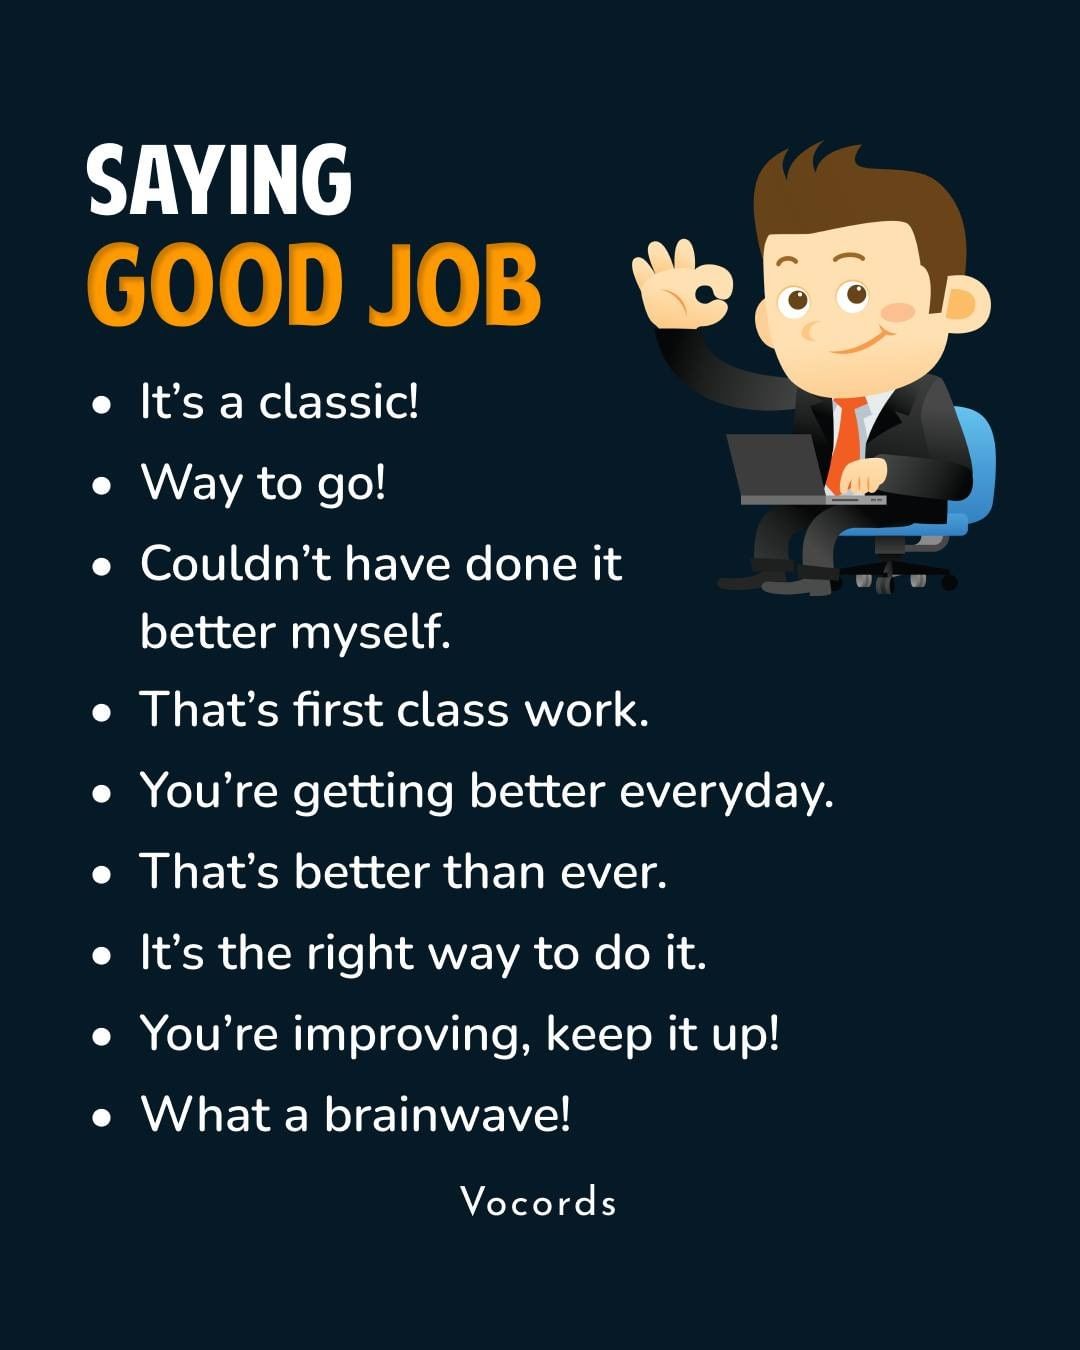 SAYING
GOOD JOB
• It’s a classic!
• Way to go!
• Couldn’t have done it
better myself.
• That’s first class work.
• You’re getting better everyday.
• That’s better than ever.
• It’s the right way to do it.
• You’re improving, keep it up!
• What a brainwave!
Vocords